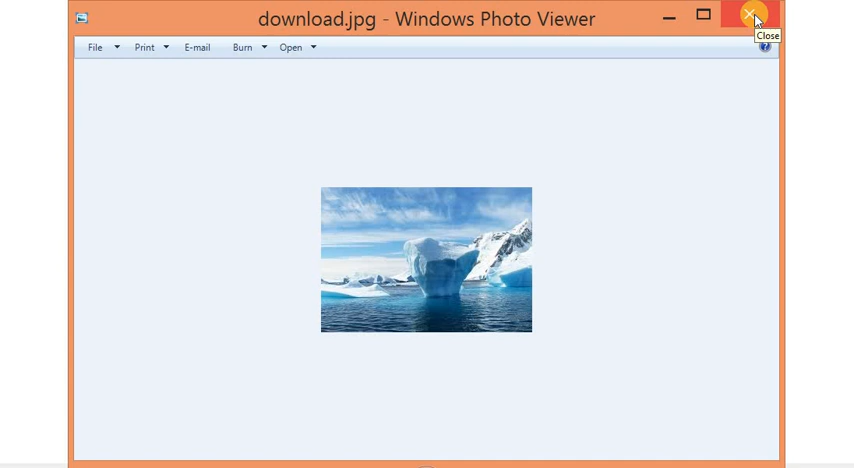 download.jpg - Windows Photo Viewer
Close
File Print E-mail Burn Open ?